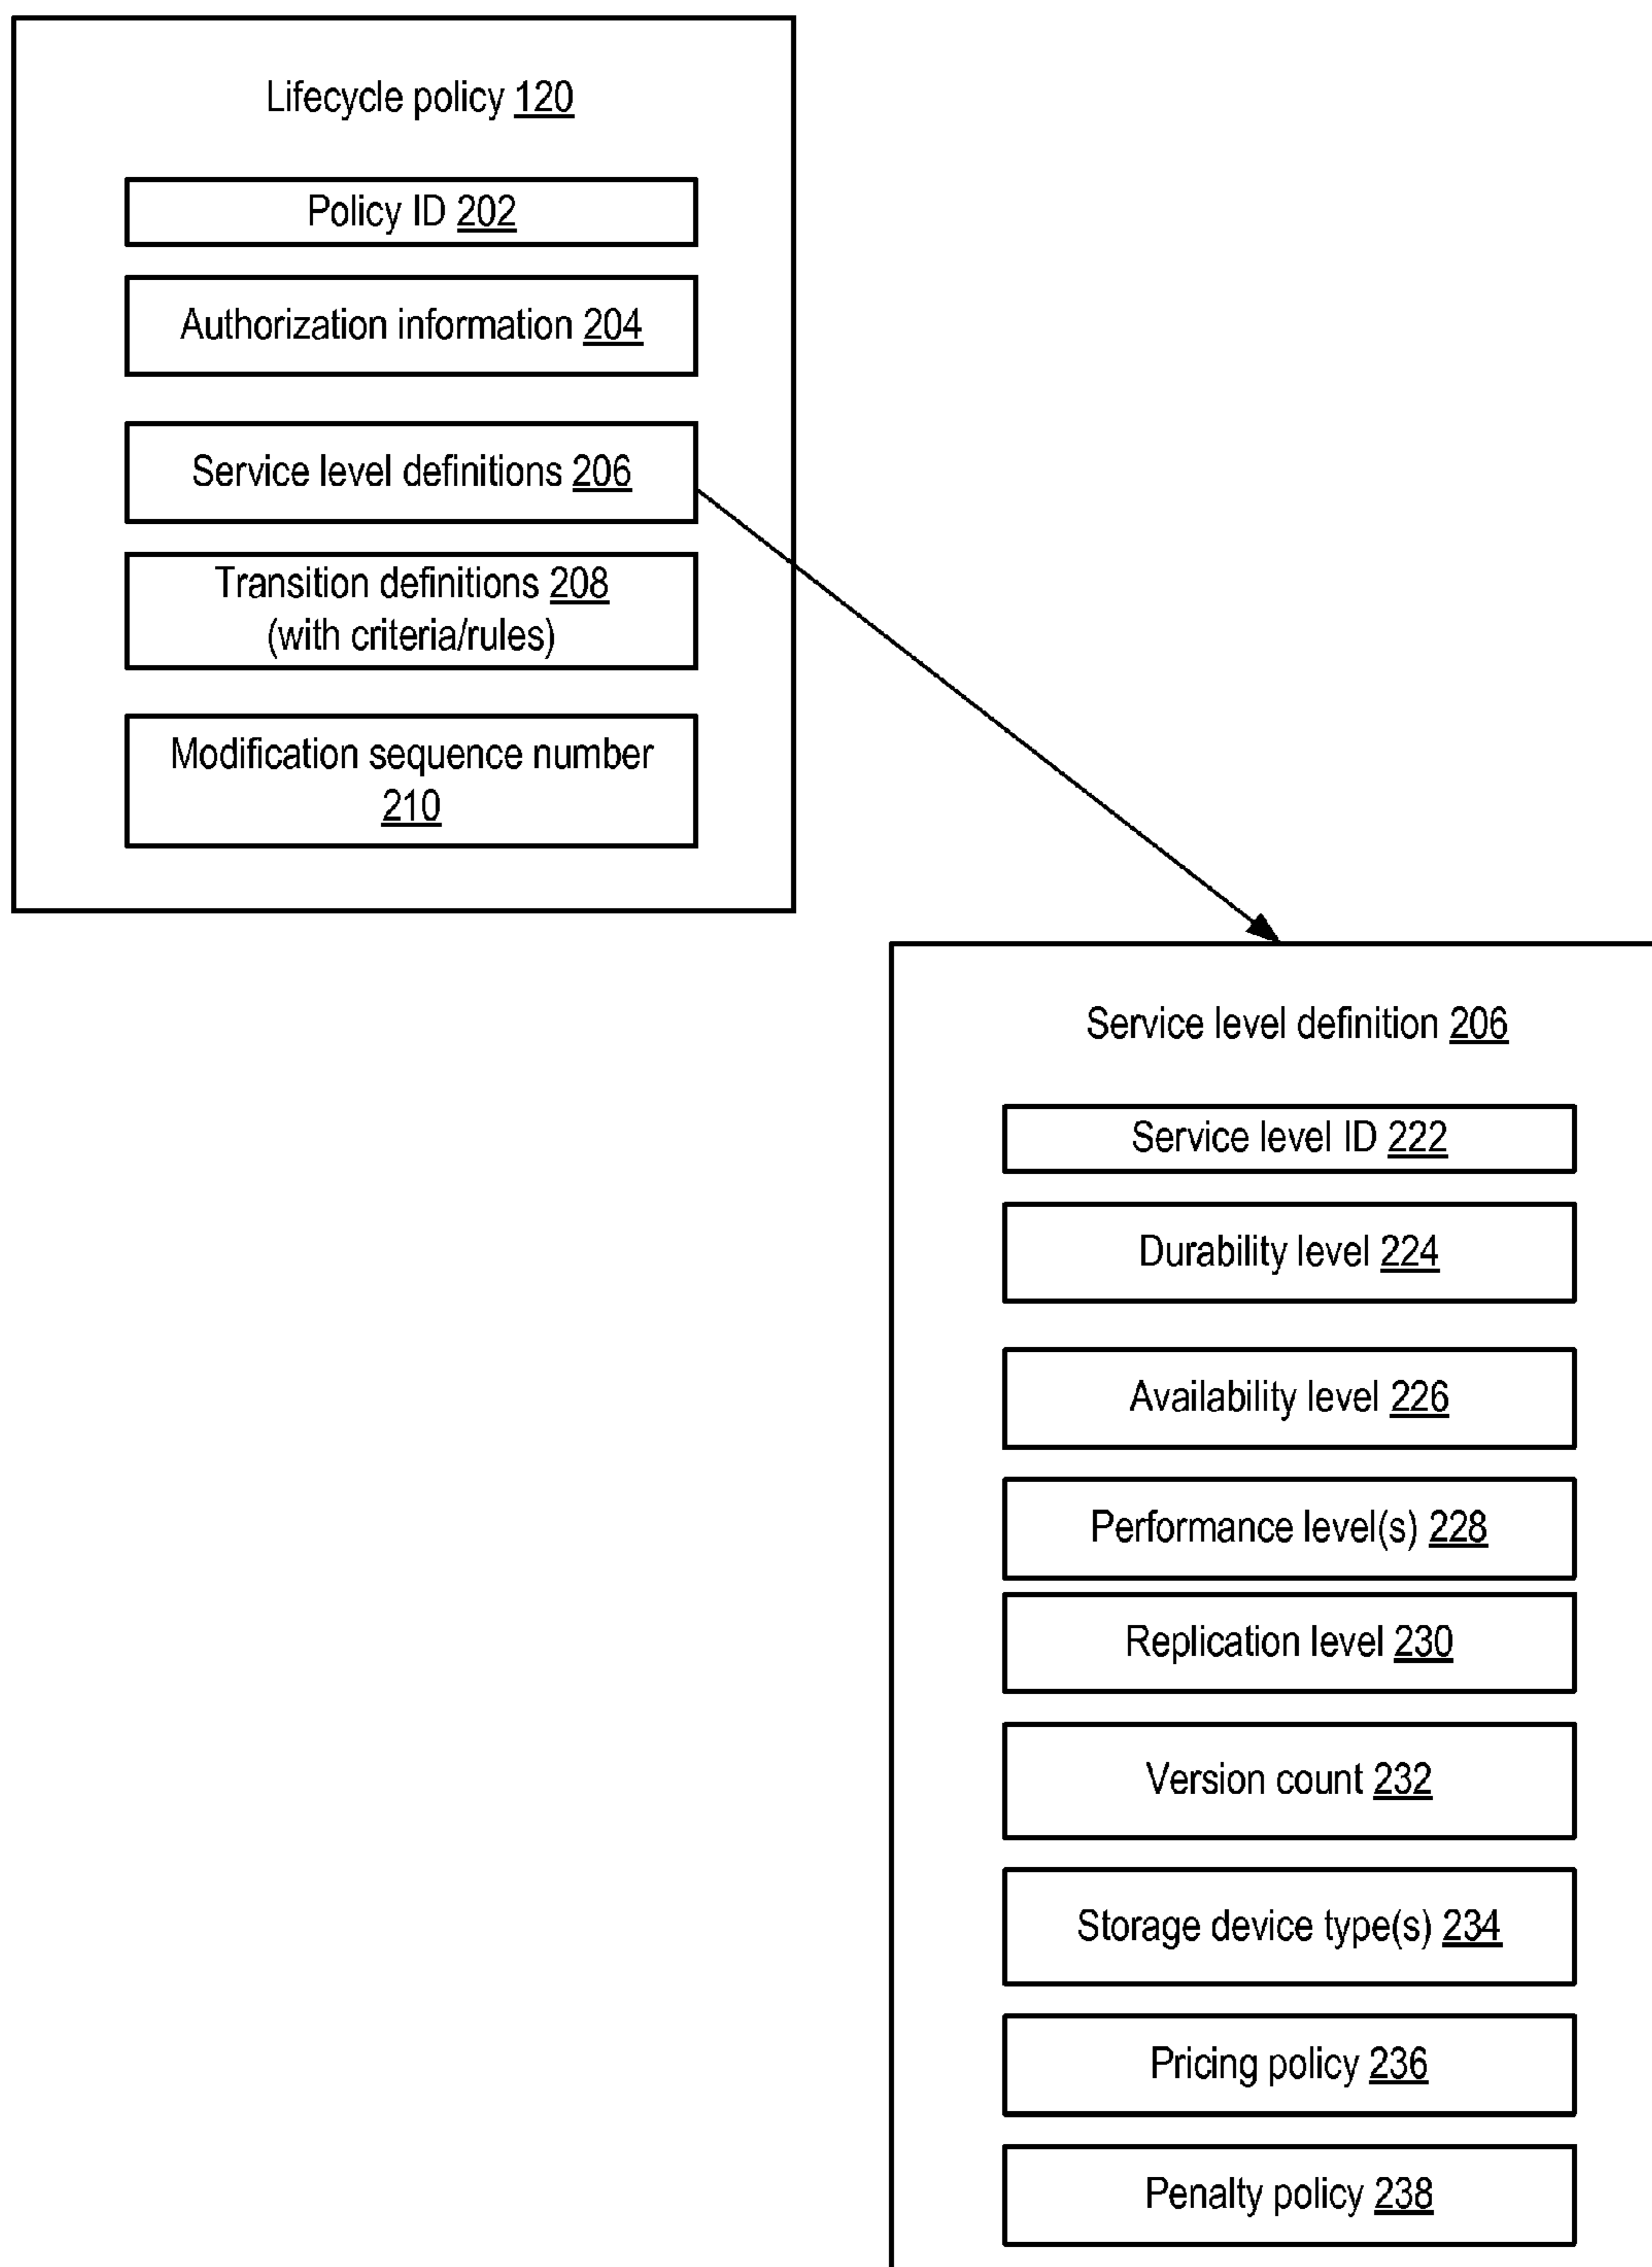 Lifecycle policy 120
Policy ID 202
Authorization information 204
Service level definitions 206
Transition definitions 208
(with criteria/rules)
Modification sequence number
210
Service level definition 206
Service level ID 222
Durability level 224
Availability level 226
Performance level(s) 228
Replication level 230
Version count 232
Storage device type(s) 234
Pricing policy 236
Penalty policy 238